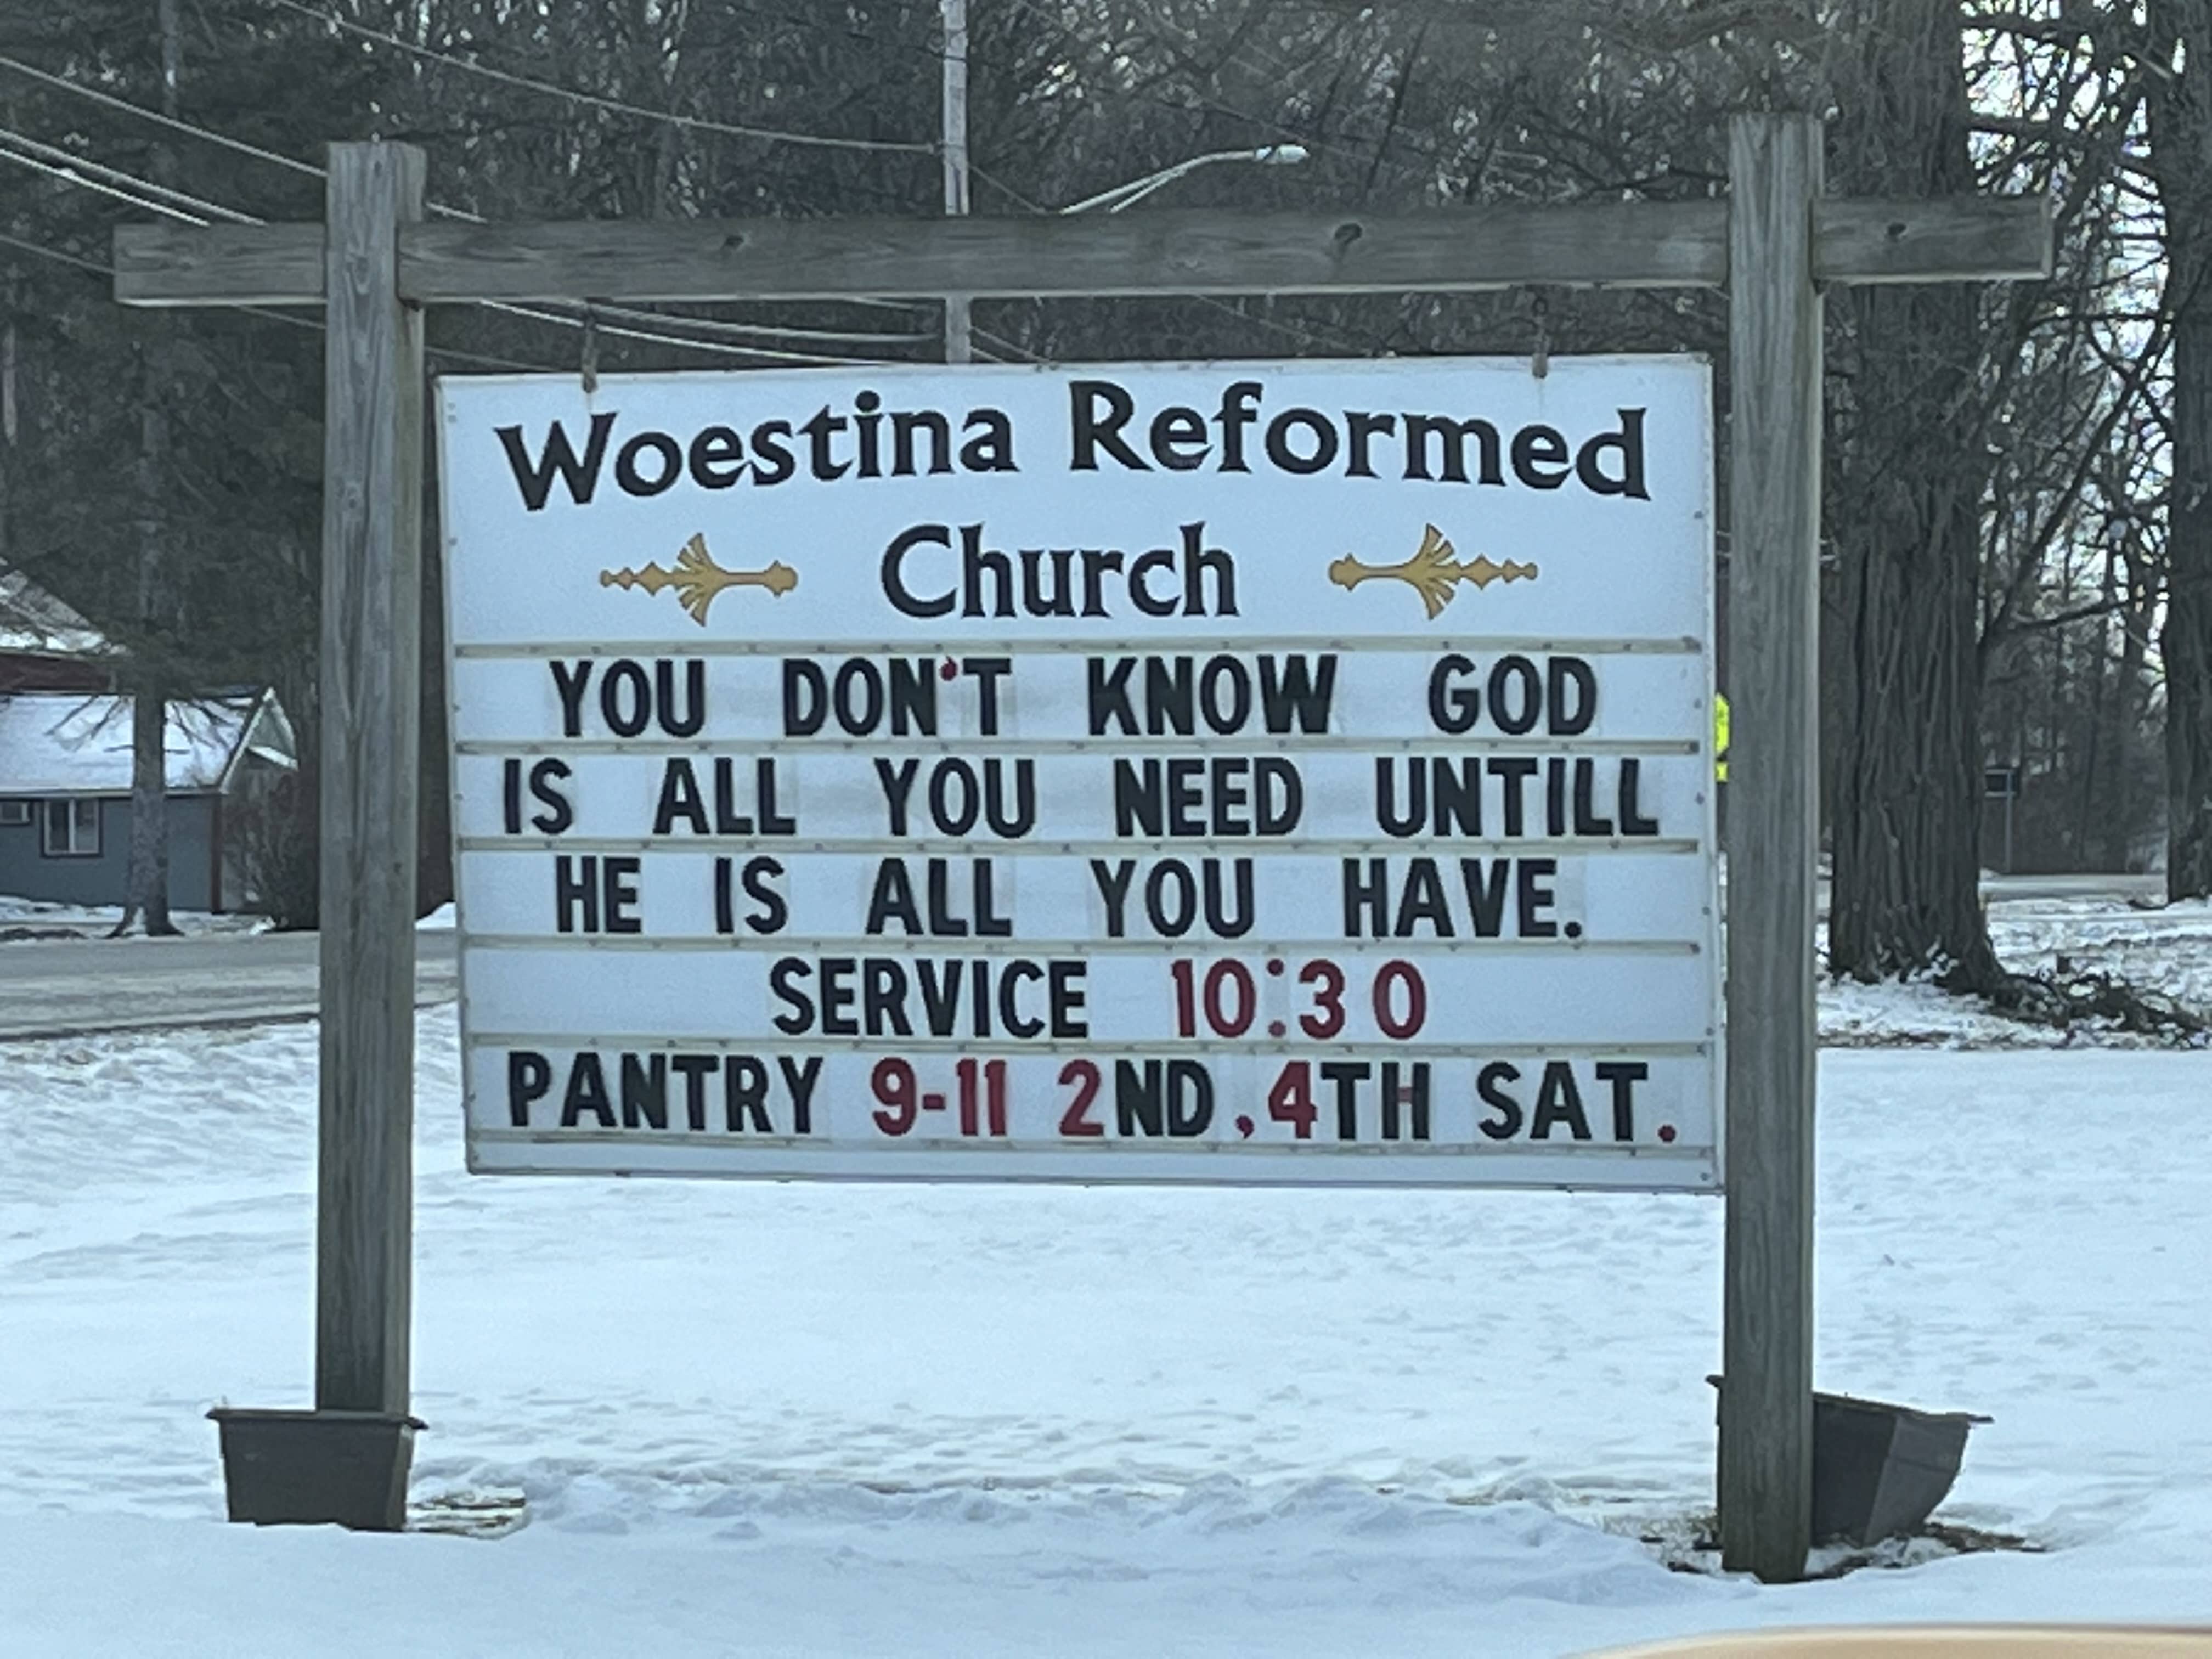 Woestina Reformed
Church
YOU DON'T KNOW GOD
IS ALL YOU NEED UNTILL
HE IS ALL YOU HAVE.
SERVICE 10:30
PANTRY 9-11 2ND,4TH SAT.